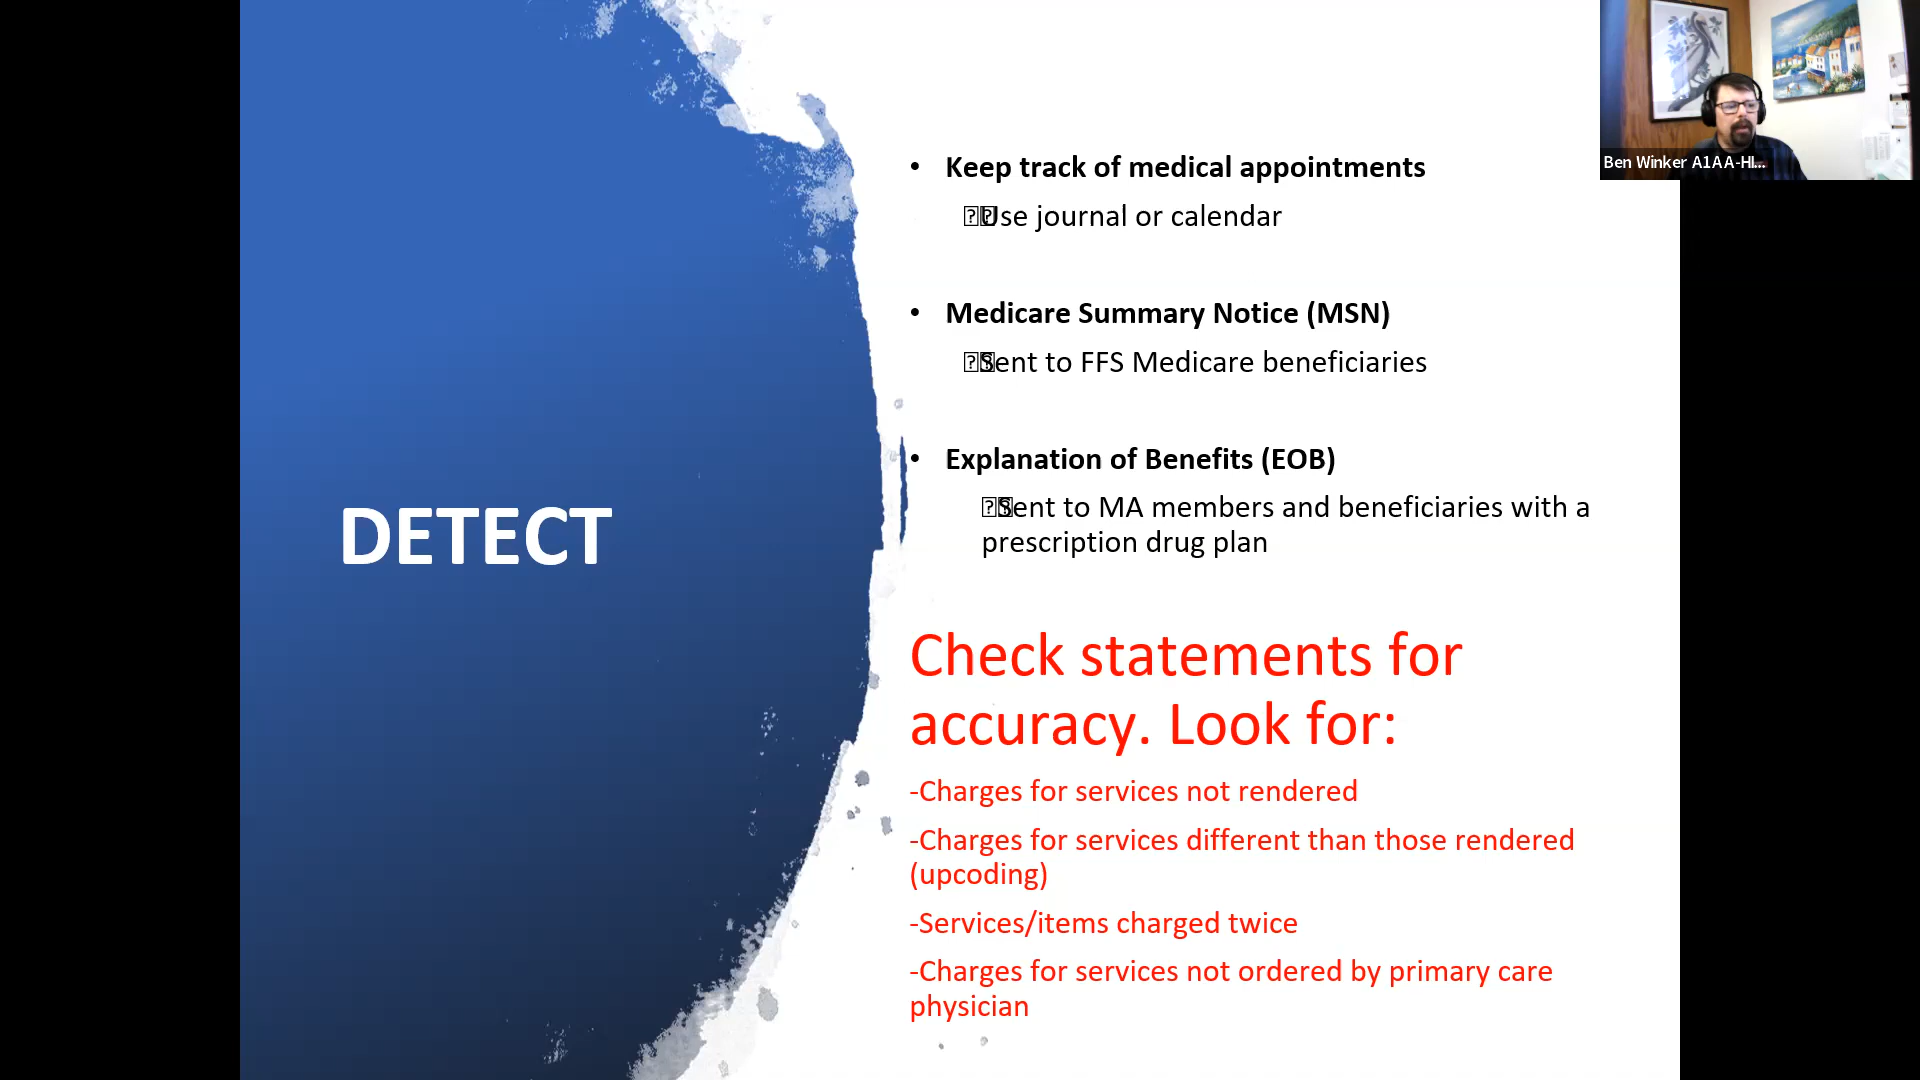 DETECT
• Keep track of medical appointments
Use journal or calendar
• Medicare Summary Notice (MSN)
Sent to FFS Medicare beneficiaries
• Explanation of Benefits (EOB)
Sent to MA members and beneficiaries with a
prescription drug plan
Check statements for
accuracy. Look for:
-Charges for services not rendered
-Charges for services different than those rendered
(upcoding)
-Services/items charged twice
-Charges for services not ordered by primary care
physician
Ben Winker A1AA-HI...